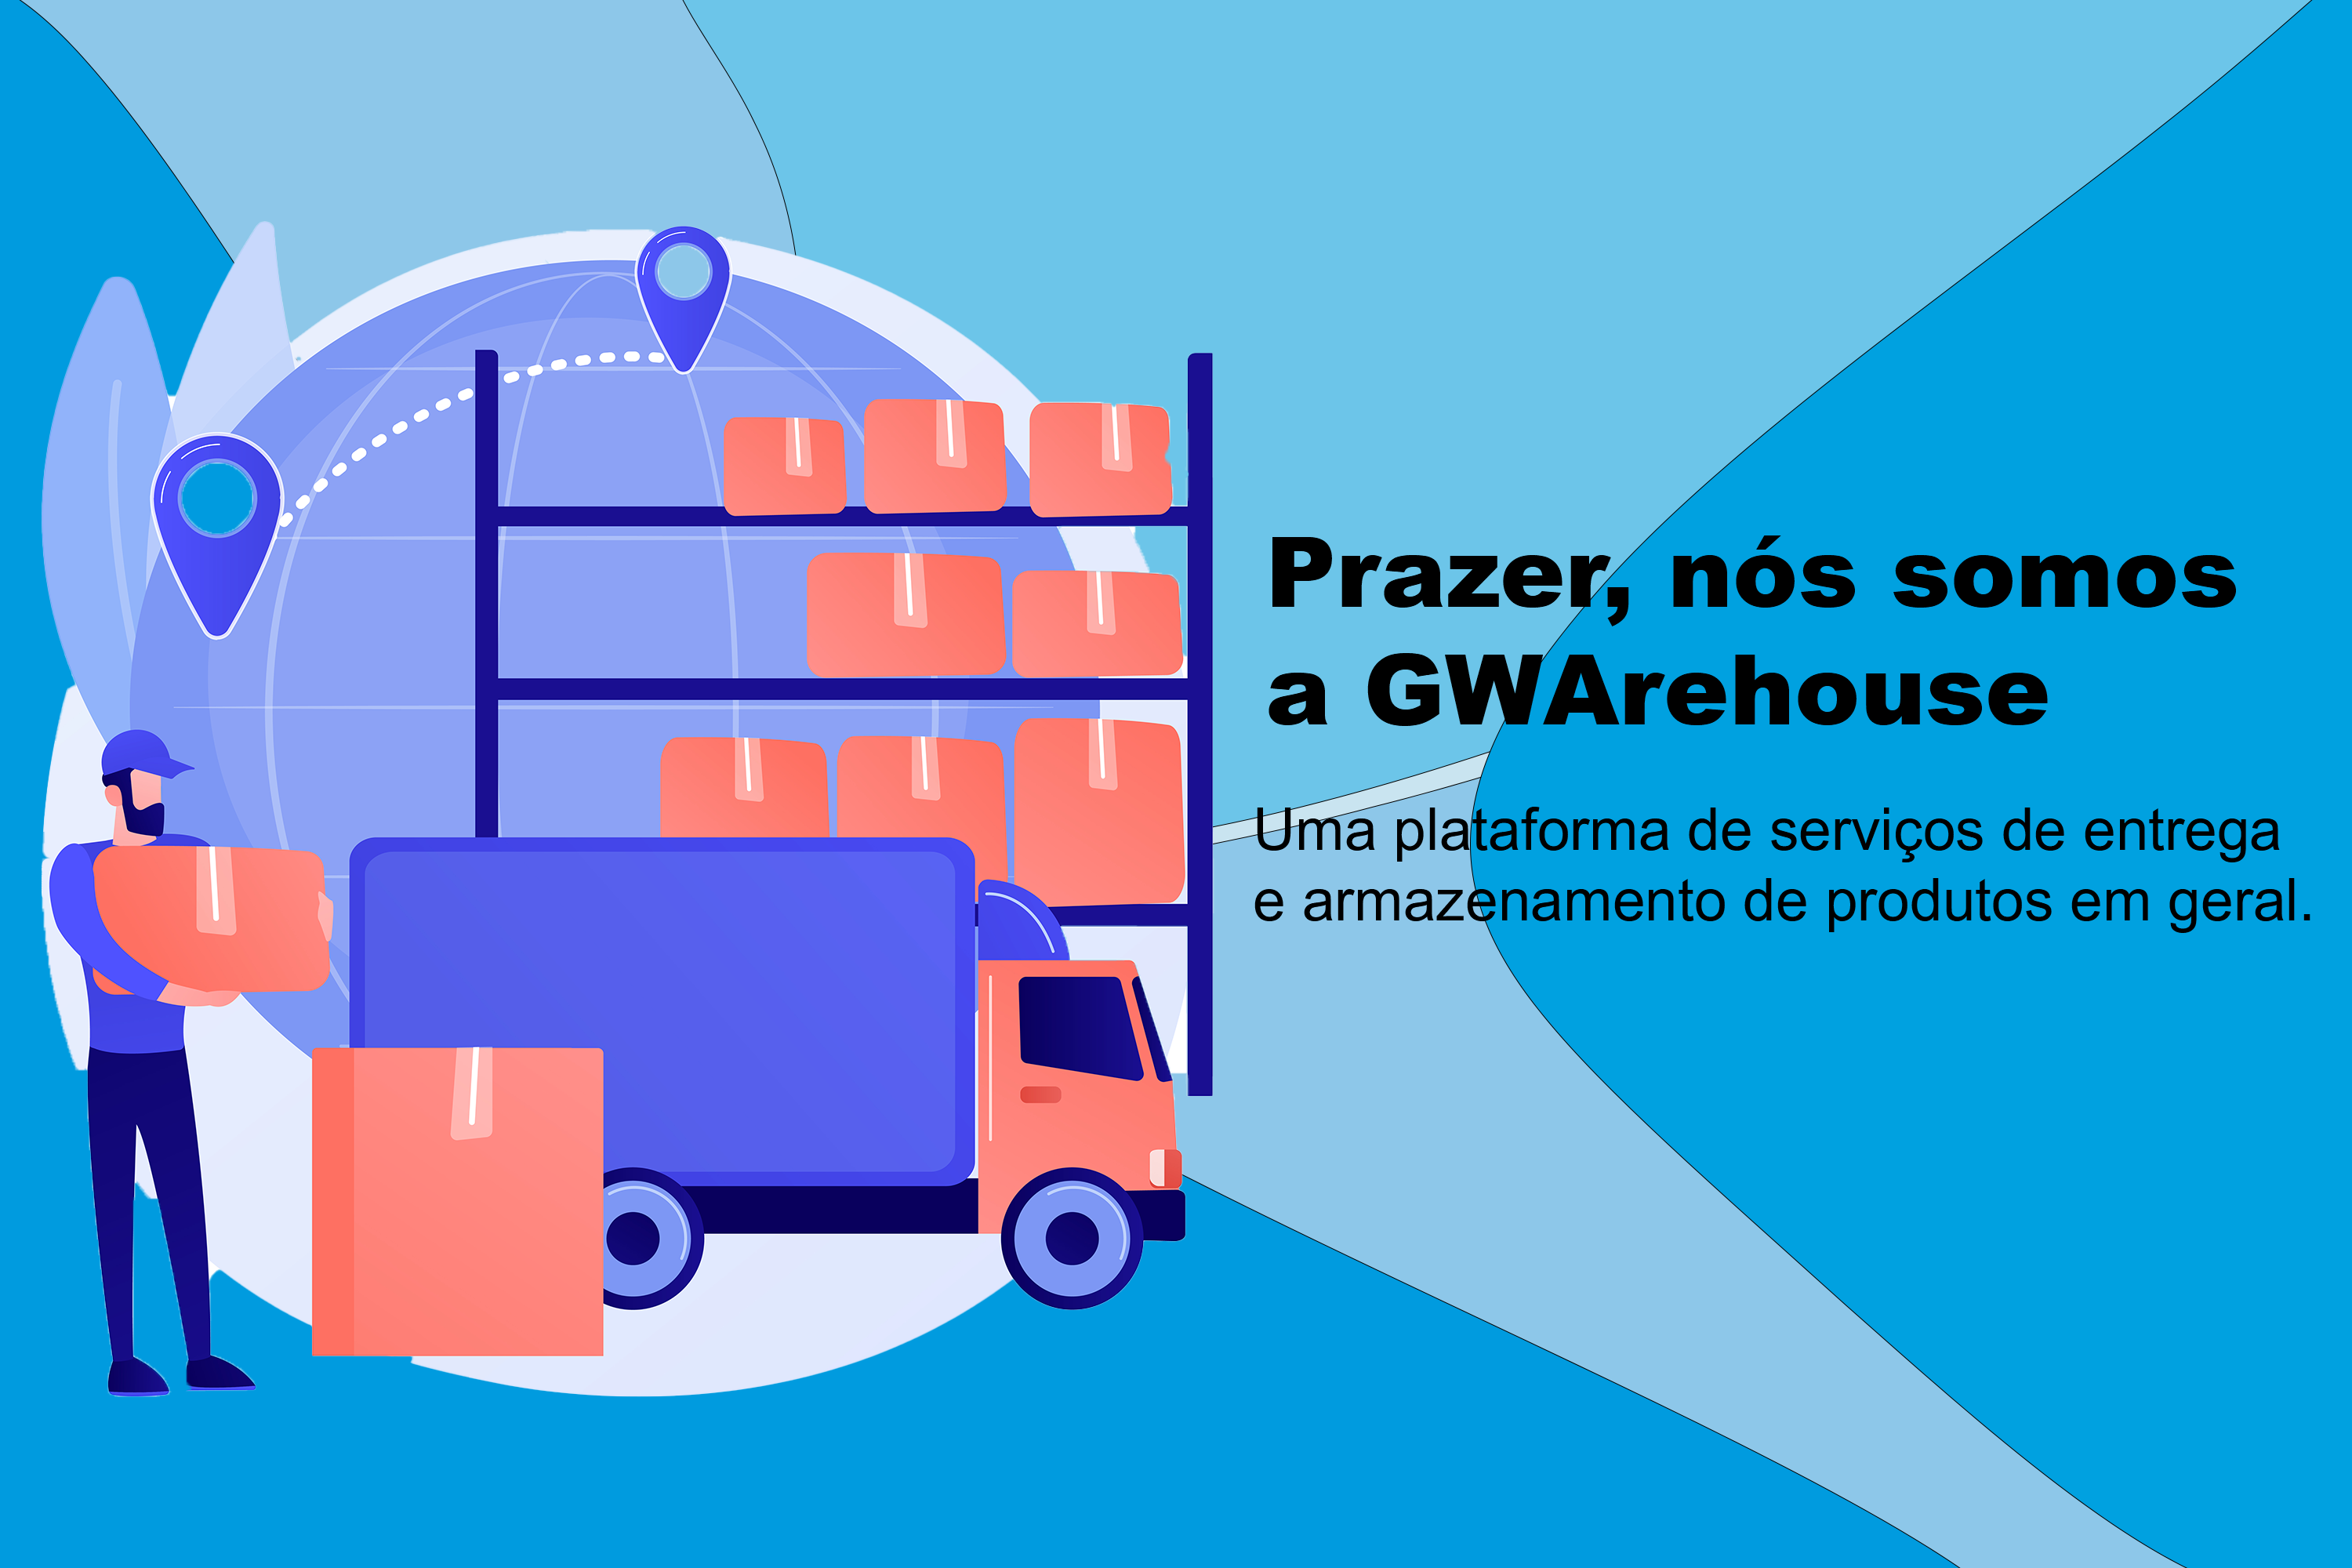 Prazer, nós somos
a GWArehouse
Uma plataforma de serviços de entrega
e armazenamento de produtos em geral.